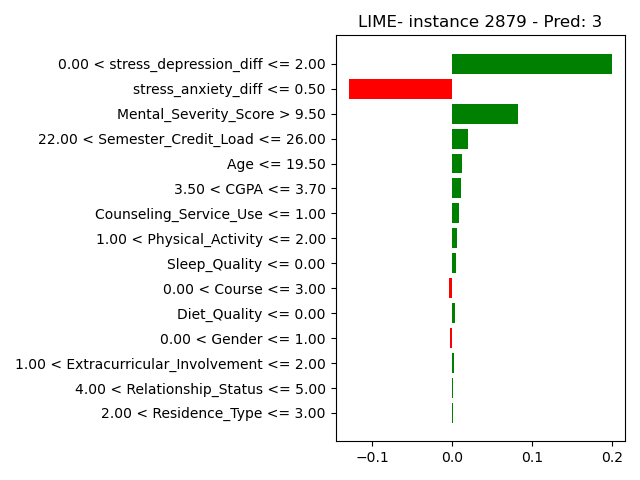 LIME- instance 2879 - Pred: 3
0.00 < stress_depression_diff <= 2.00
stress_anxiety_diff <= 0.50
Mental_Severity_Score > 9.50
22.00 < Semester_Credit_Load <= 26.00
Age <= 19.50
3.50 < CGPA <= 3.70
Counseling_Service_Use <= 1.00
1.00 < Physical_Activity <= 2.00
Sleep_Quality <= 0.00
0.00 < Course <= 3.00
Diet_Quality <= 0.00
0.00 < Gender <= 1.00
1.00 < Extracurricular_Involvement <= 2.00
4.00 < Relationship_Status <= 5.00
2.00 < Residence_Type <= 3.00
−0.1 0.0 0.1 0.2